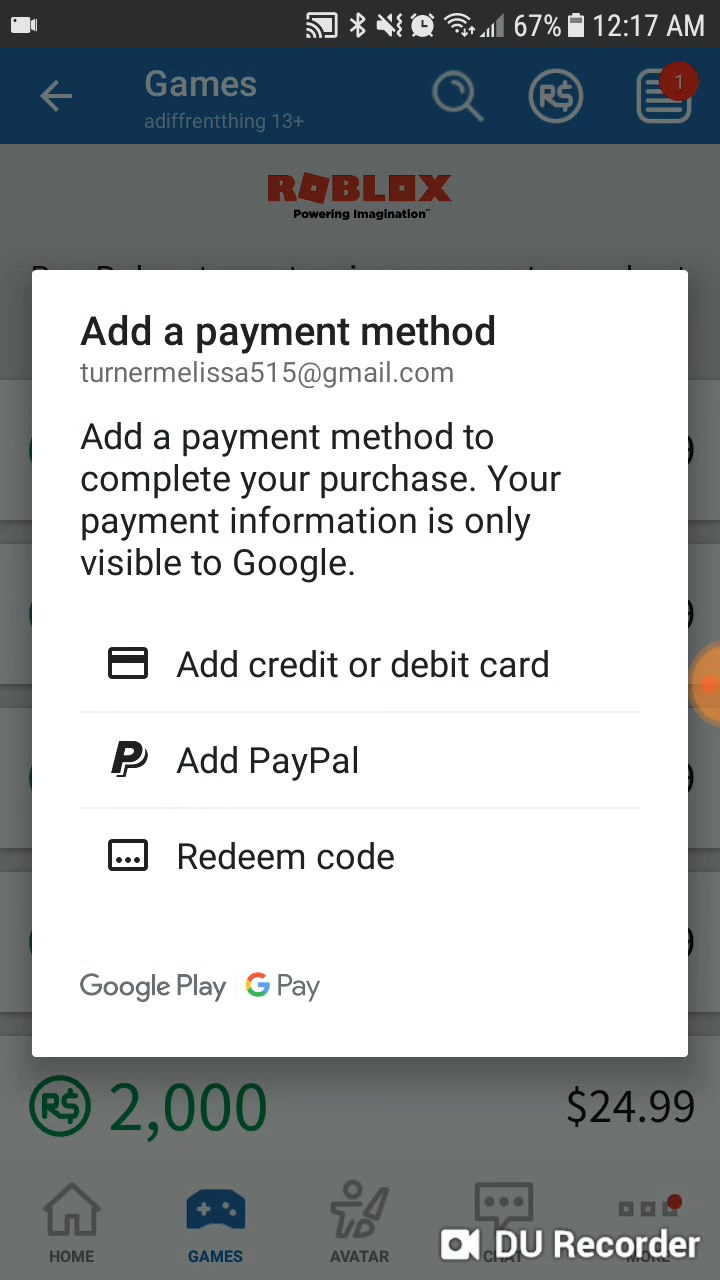 67% 12:17 AM
Games
adiffrentthing 13+
R$
1
ROBLOX
Powering Imagination™
Add a payment method
turnermelissa515@gmail.com
Add a payment method to
complete your purchase. Your
payment information is only
visible to Google.
Add credit or debit card
Add PayPal
Redeem code
Google Play G Pay
R$ 2,000 $24.99
HOME GAMES AVATAR CHAT MORE
DU Recorder